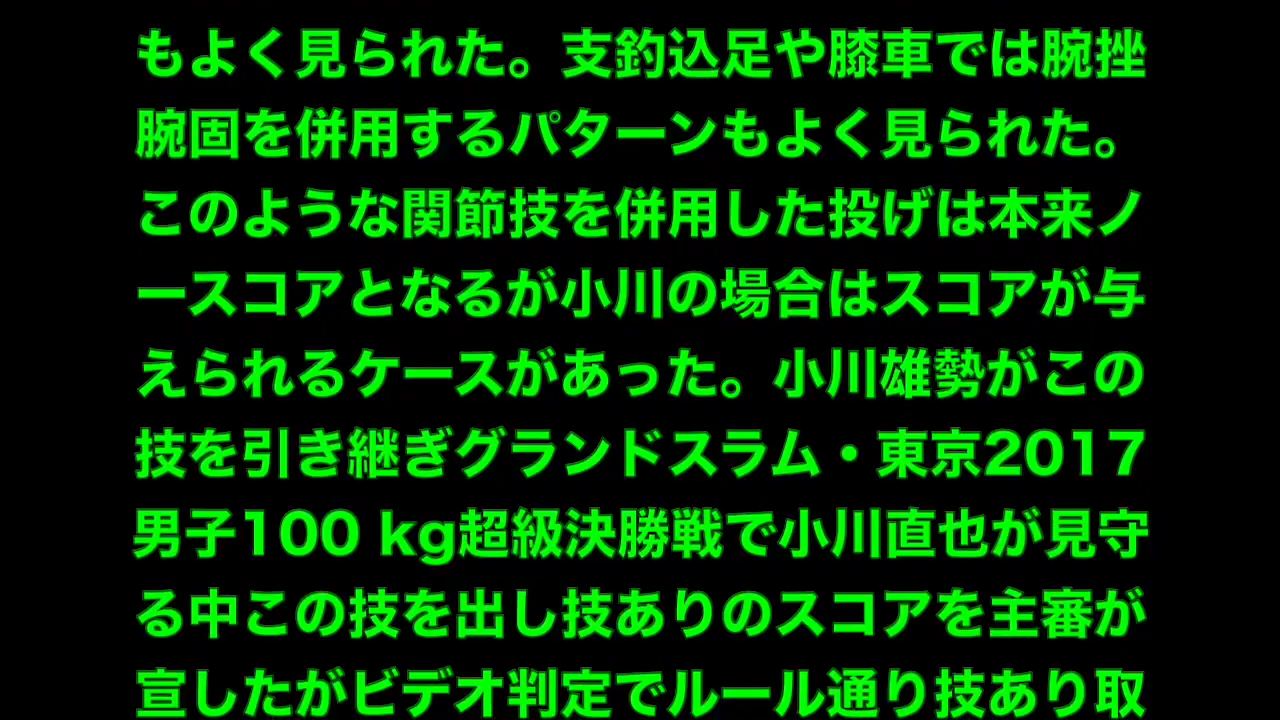 もよく見られた。支釣込足や膝車では腕挫
腕固を併用するパターンもよく見られた。
このような関節技を併用した投げは本来ノ
ースコアとなるが小川の場合はスコアが与
えられるケースがあった。小川雄勢がこの
技を引き継ぎグランドスラム・東京2017
男子100 kg超級決勝戦で小川直也が見守
る中この技を出し技ありのスコアを主審が
宣したがビデオ判定でルール通り技あり取